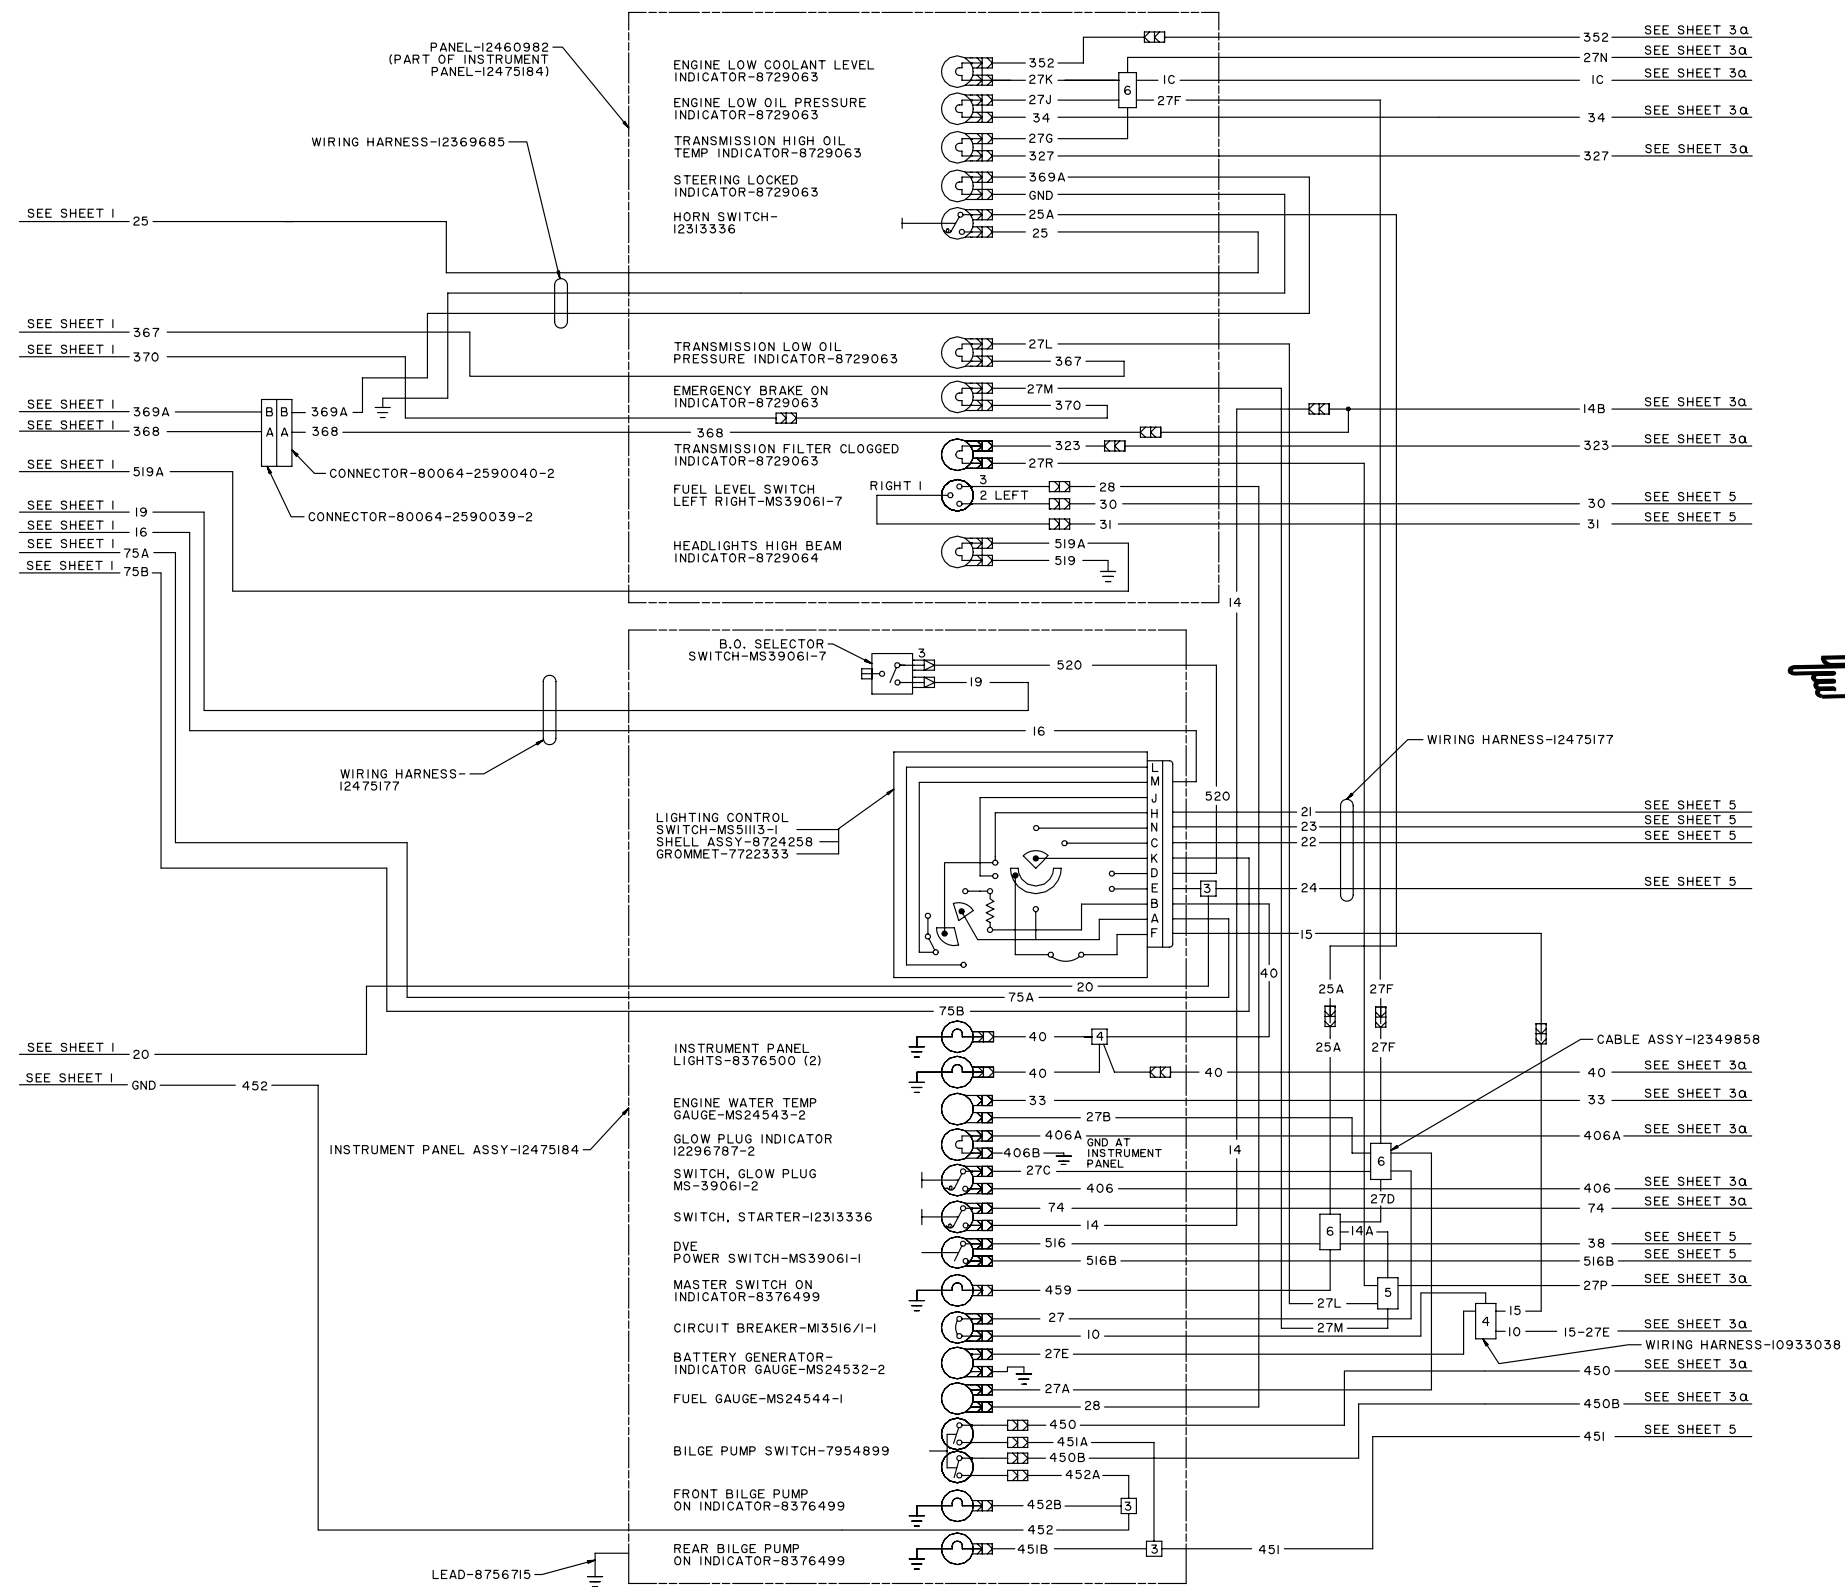 PANEL-12460982
(PART OF INSTRUMENT
PANEL-12475184)
WIRING HARNESS-12369685
ENGINE LOW COOLANT LEVEL
INDICATOR-8729063
352
27K
6
1C
27F
352 SEE SHEET 3a
27N SEE SHEET 3a
1C SEE SHEET 3a
ENGINE LOW OIL PRESSURE
INDICATOR-8729063
27J
34
34 SEE SHEET 3a
TRANSMISSION HIGH OIL
TEMP INDICATOR-8729063
27G
327
327 SEE SHEET 3a
STEERING LOCKED
INDICATOR-8729063
369A
GND
HORN SWITCH-
12313336
25A
25
SEE SHEET 1 25
SEE SHEET 1 367
SEE SHEET 1 370
TRANSMISSION LOW OIL
PRESSURE INDICATOR-8729063
27L
367
EMERGENCY BRAKE ON
INDICATOR-8729063
27M
370
SEE SHEET 1 369A
SEE SHEET 1 368
B B
A A
369A
368
368
14B SEE SHEET 3a
TRANSMISSION FILTER CLOGGED
INDICATOR-8729063
323
27R
323 SEE SHEET 3a
CONNECTOR-80064-2590040-2
CONNECTOR-80064-2590039-2
SEE SHEET 1 519A
SEE SHEET 1 19
SEE SHEET 1 16
SEE SHEET 1 75A
SEE SHEET 1 75B
FUEL LEVEL SWITCH
LEFT RIGHT-MS39061-7
RIGHT 1
3
2 LEFT
28
30
31
30 SEE SHEET 5
31 SEE SHEET 5
HEADLIGHTS HIGH BEAM
INDICATOR-8729064
519A
519
14
B.O. SELECTOR
SWITCH-MS39061-7
3
520
19
16
WIRING HARNESS-
12475177
WIRING HARNESS-12475177
520
LIGHTING CONTROL
SWITCH-MS51113-1
SHELL ASSY-8724258
GROMMET-7722333
L
M
J
H
N
C
K
D
E
B
A
F
3
21 SEE SHEET 5
23 SEE SHEET 5
22 SEE SHEET 5
24 SEE SHEET 5
15
40
20
75A
75B
25A
27F
25A
27F
SEE SHEET 1 20
SEE SHEET 1 GND 452
INSTRUMENT PANEL
LIGHTS-8376500 (2)
40
4
40
40
40 SEE SHEET 3a
CABLE ASSY-12349858
ENGINE WATER TEMP
GAUGE-MS24543-2
33
27B
33 SEE SHEET 3a
INSTRUMENT PANEL ASSY-12475184
GLOW PLUG INDICATOR
12296787-2
406A
406B
GND AT
INSTRUMENT
PANEL
14
6
406A SEE SHEET 3a
SWITCH, GLOW PLUG
MS-39061-2
27C
406
27D
406 SEE SHEET 3a
SWITCH, STARTER-12313336
74
14
74 SEE SHEET 3a
6
14A
DVE
POWER SWITCH-MS39061-1
516
516B
38 SEE SHEET 5
516B SEE SHEET 5
MASTER SWITCH ON
INDICATOR-8376499
459
27L
5
27P SEE SHEET 3a
CIRCUIT BREAKER-M13516/1-1
27
10
27M
4
15
10 15-27E SEE SHEET 3a
WIRING HARNESS-10933038
BATTERY GENERATOR-
INDICATOR GAUGE-MS24532-2
27E
450 SEE SHEET 3a
FUEL GAUGE-MS24544-1
27A
28
450B SEE SHEET 3a
BILGE PUMP SWITCH-7954899
450
451A
450B
452A
451 SEE SHEET 5
FRONT BILGE PUMP
ON INDICATOR-8376499
452B
3
452
REAR BILGE PUMP
ON INDICATOR-8376499
451B
3
451
LEAD-8756715